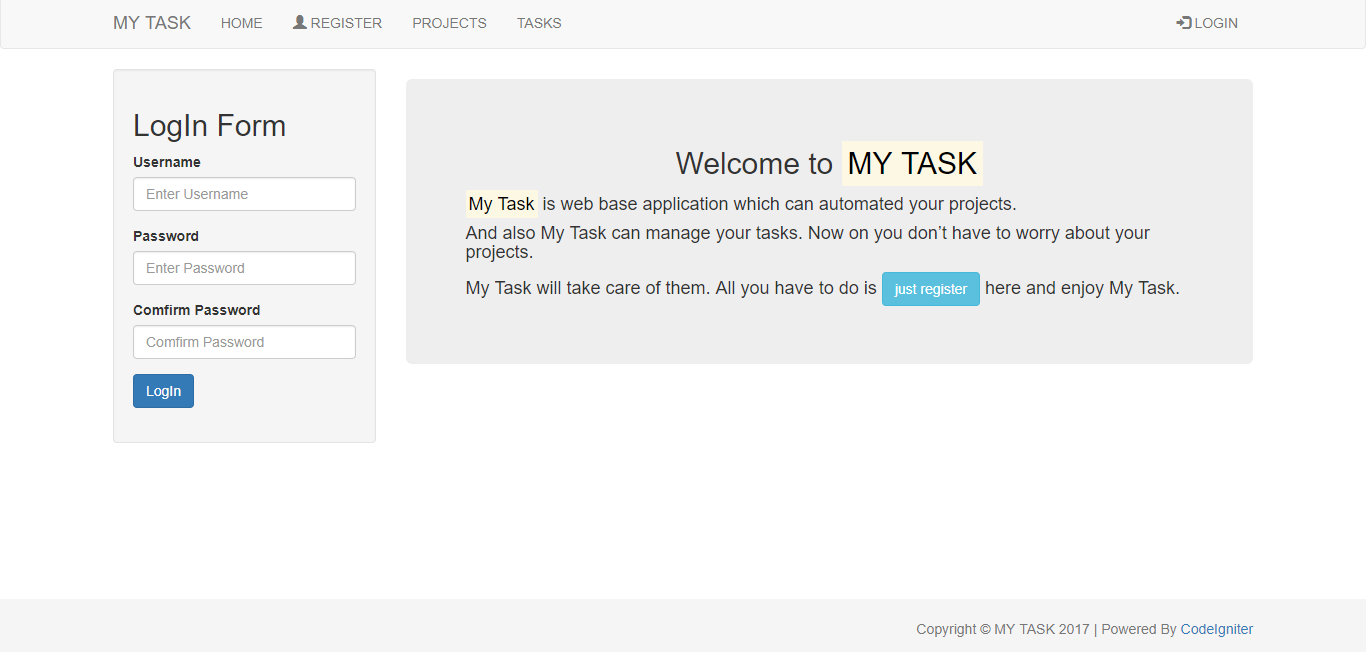 MY TASK HOME REGISTER PROJECTS TASKS LOGIN
LogIn Form
Username
Enter Username
Password
Enter Password
Comfirm Password
Comfirm Password
LogIn
Welcome to MY TASK
My Task is web base application which can automated your projects.
And also My Task can manage your tasks. Now on you don't have to worry about your
projects.
My Task will take care of them. All you have to do is just register here and enjoy My Task.
Copyright © MY TASK 2017 | Powered By CodeIgniter